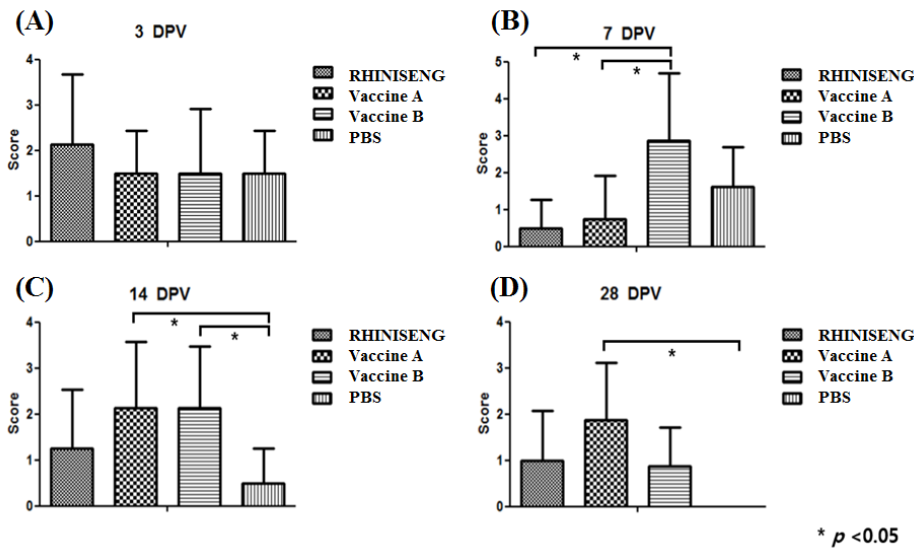 (A)
3 DPV
4
3
2
1
0
Score
RHINISENG
Vaccine A
Vaccine B
PBS
(B)
7 DPV
5
4
3
2
1
0
Score
*
*
RHINISENG
Vaccine A
Vaccine B
PBS
(C)
14 DPV
4
3
2
1
0
Score
*
*
RHINISENG
Vaccine A
Vaccine B
PBS
(D)
28 DPV
4
3
2
1
0
Score
*
RHINISENG
Vaccine A
Vaccine B
PBS
* p <0.05